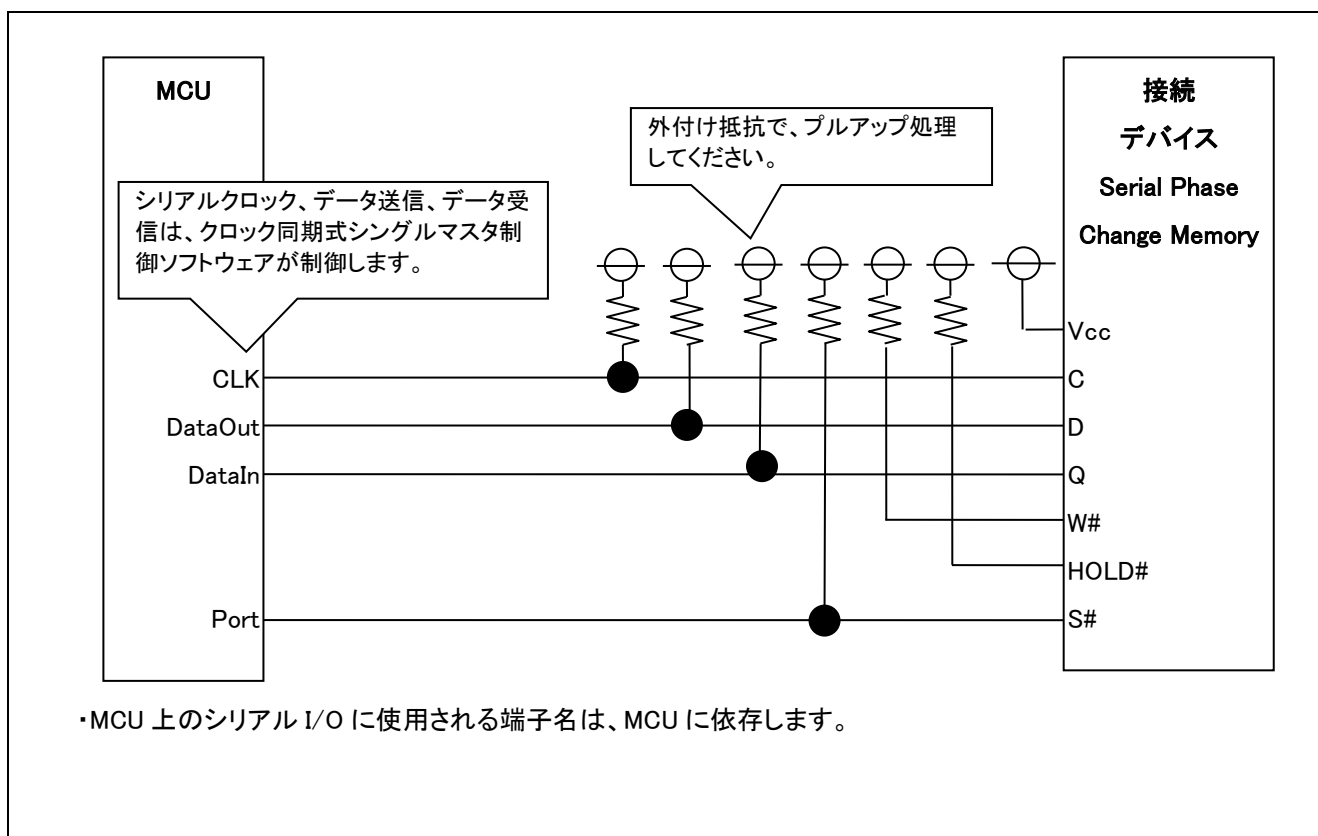 MCU
接続
デバイス
Serial Phase
Change Memory
外付け抵抗で、プルアップ処理
してください。
シリアルクロック、データ送信、データ受
信は、クロック同期式シングルマスタ制
御ソフトウェアが制御します。
Vcc
CLK
C
DataOut
D
DataIn
Q
W#
HOLD#
Port
S#
・MCU 上のシリアル I/O に使用される端子名は、MCU に依存します。